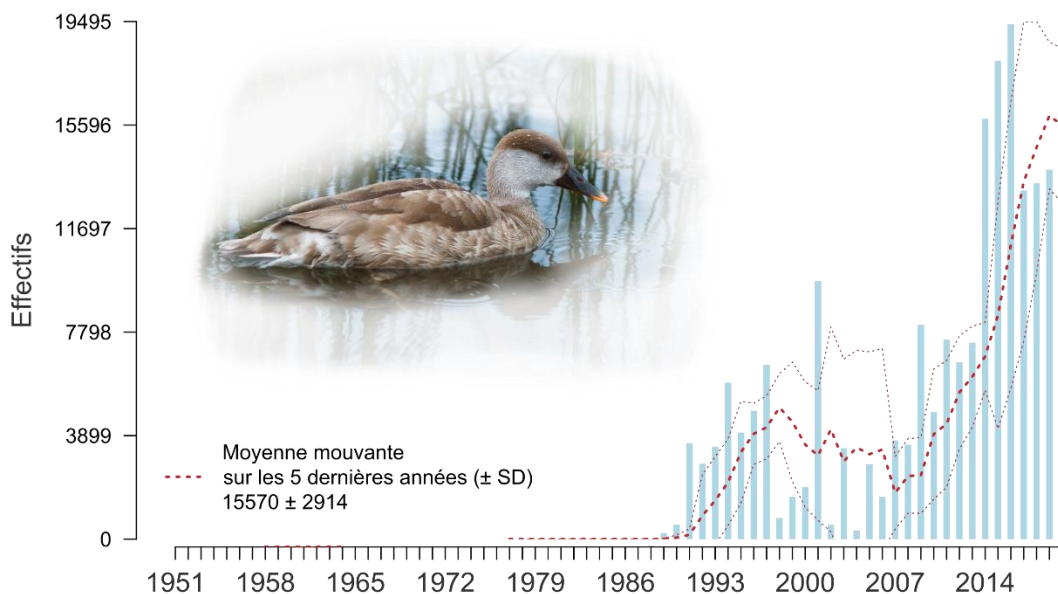 19495
15596
11697
7798
3899
0
Effectifs
Moyenne mouvante
sur les 5 dernières années (± SD)
15570 ± 2914
1951 1958 1965 1972 1979 1986 1993 2000 2007 2014